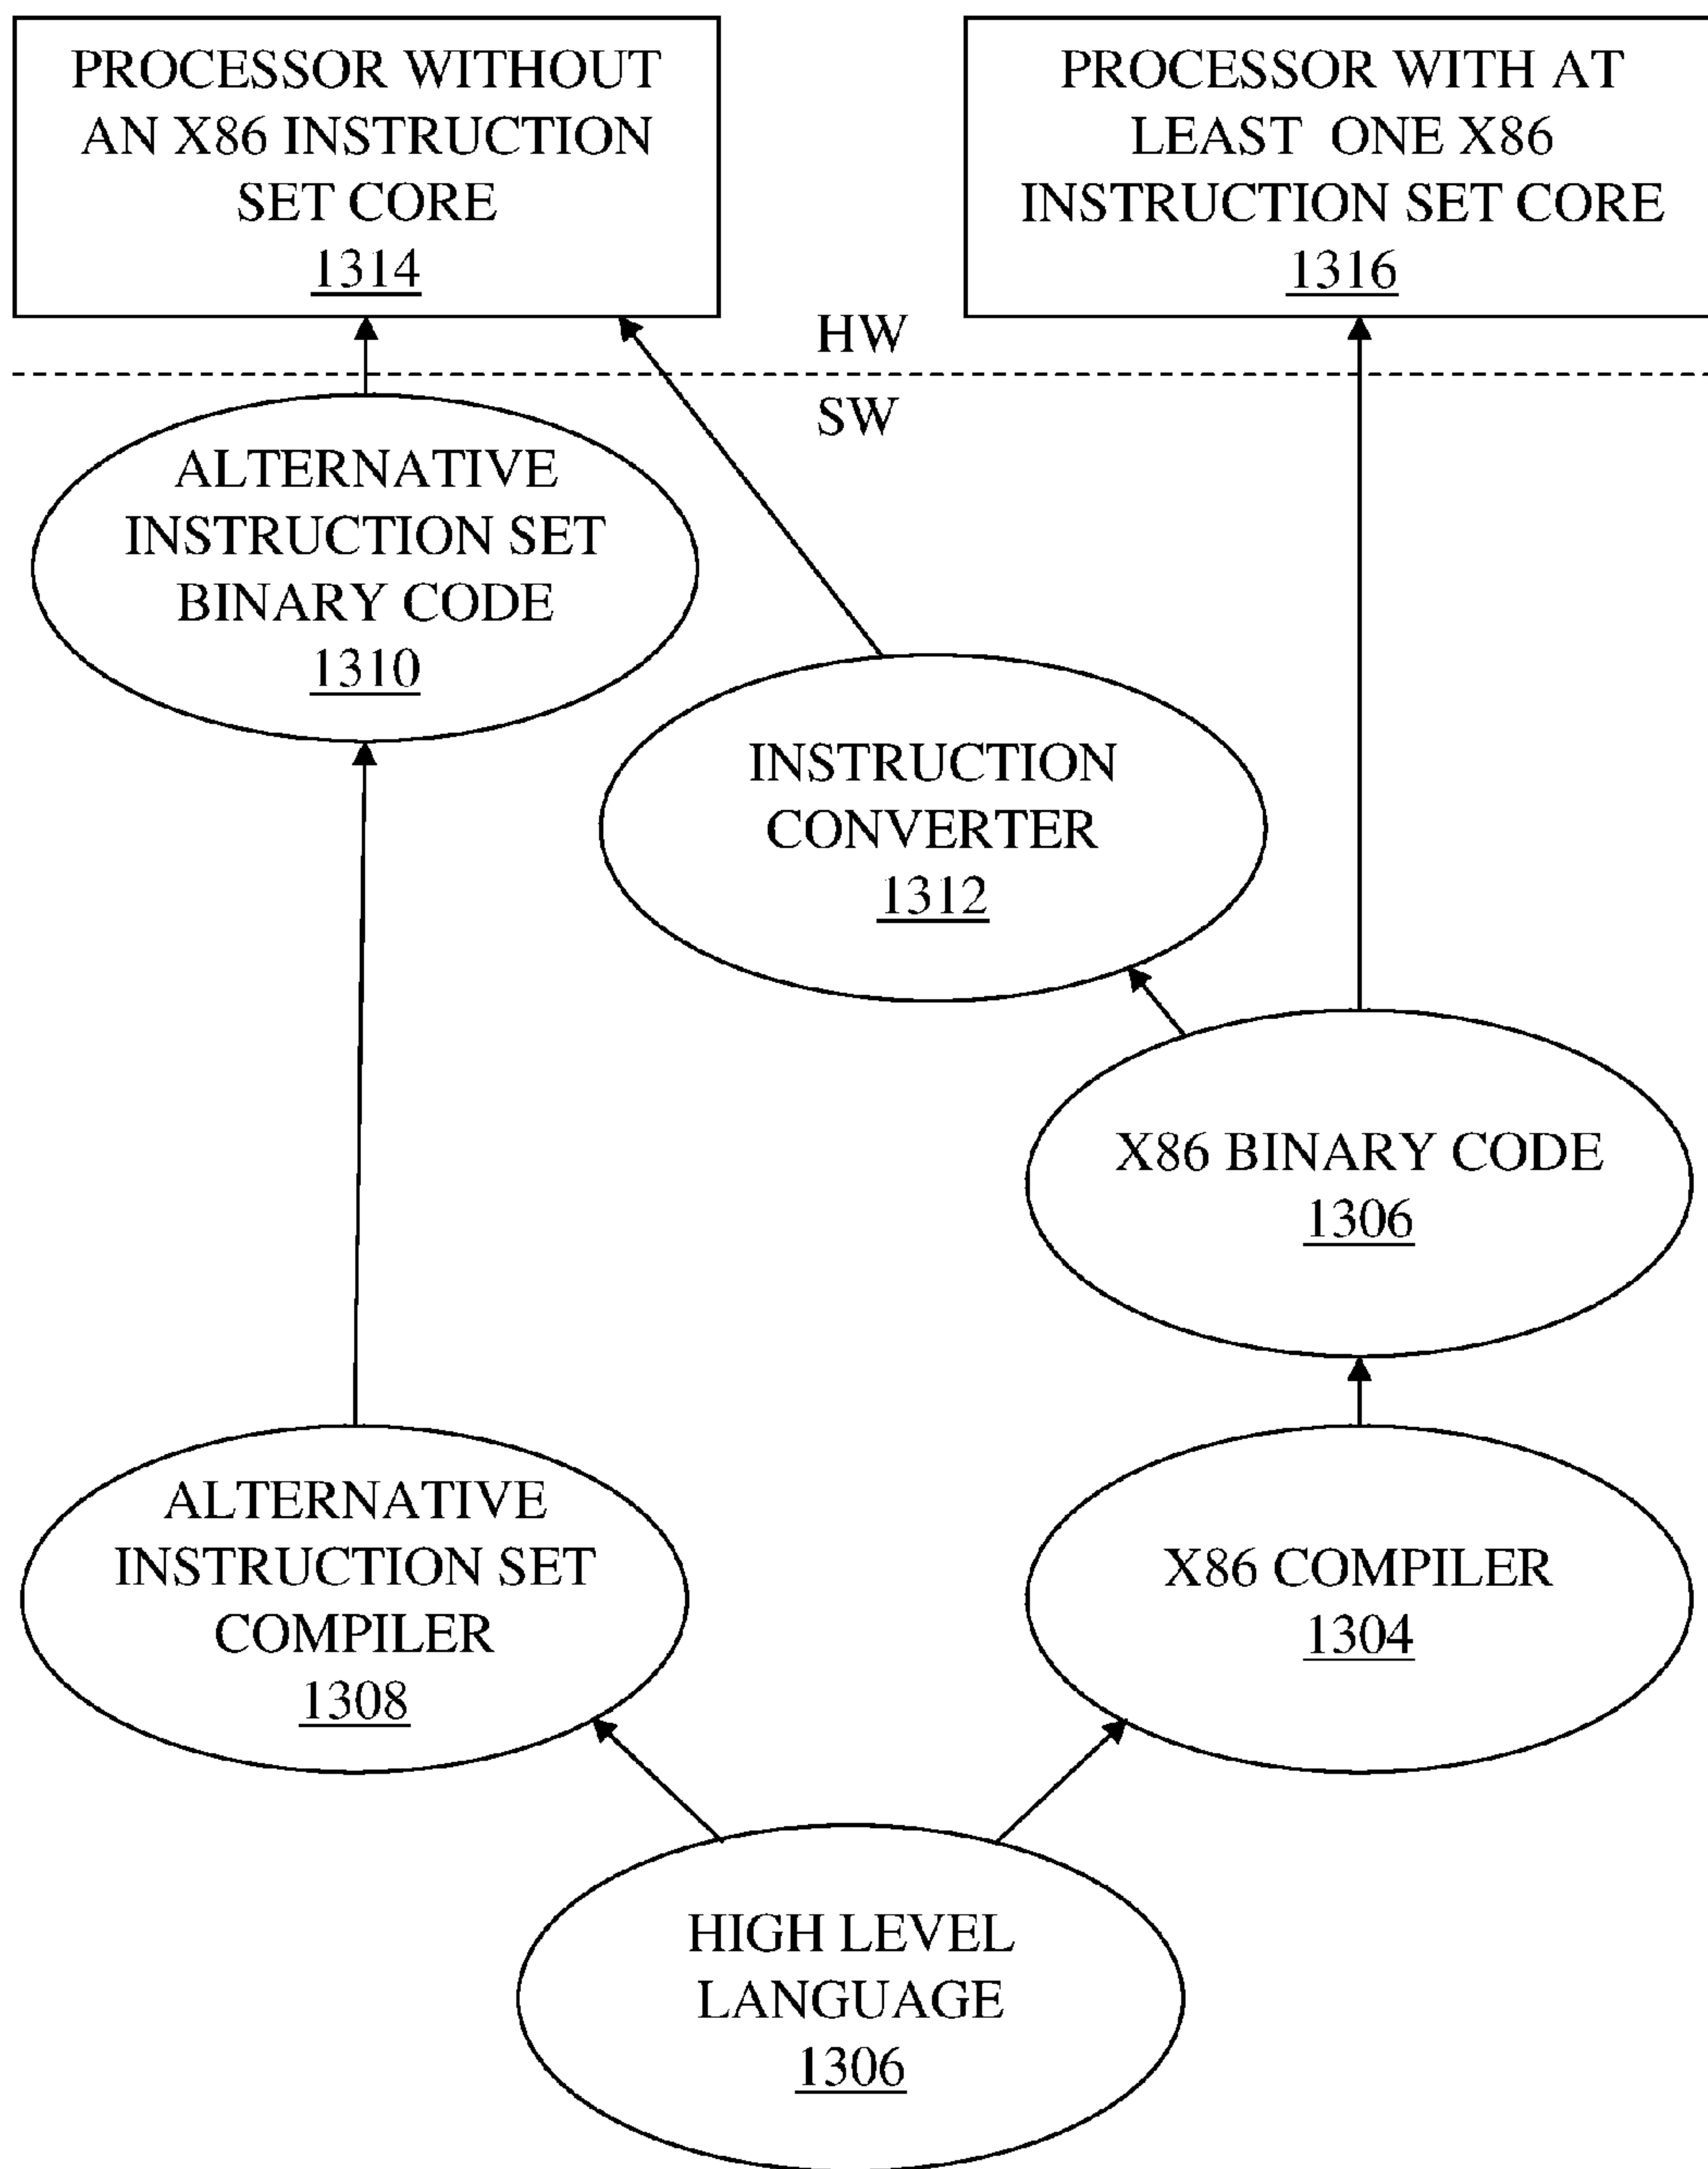 PROCESSOR WITHOUT
AN X86 INSTRUCTION
SET CORE
1314
PROCESSOR WITH AT
LEAST ONE X86
INSTRUCTION SET CORE
1316
HW
SW
ALTERNATIVE
INSTRUCTION SET
BINARY CODE
1310
INSTRUCTION
CONVERTER
1312
X86 BINARY CODE
1306
ALTERNATIVE
INSTRUCTION SET
COMPILER
1308
X86 COMPILER
1304
HIGH LEVEL
LANGUAGE
1306